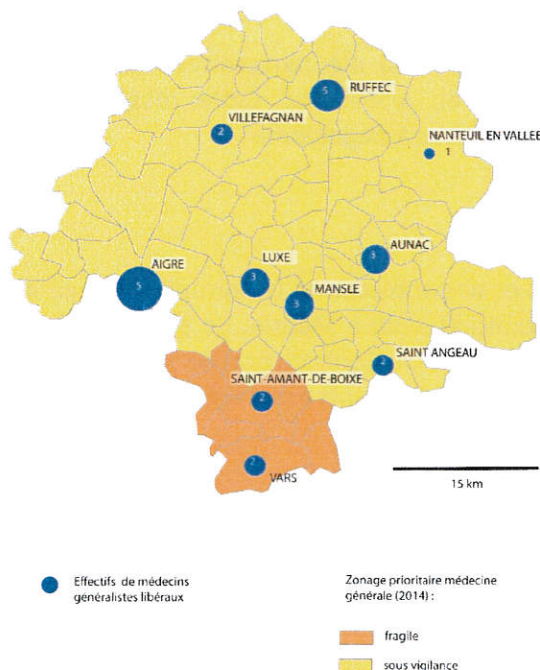 5
RUFFEC
VILLEFAGNAN
2
NANTEUIL EN VALLEE
1
AUNAC
3
LUXE
3
AIGRE
5
MANSLE
3
SAINT ANGEAU
2
SAINT-AMANT-DE-BOIXE
2
2
VARS
15 km
Effectifs de médecins
généralistes libéraux
Zonage prioritaire médecine
générale (2014) :
fragile
sous vigilance